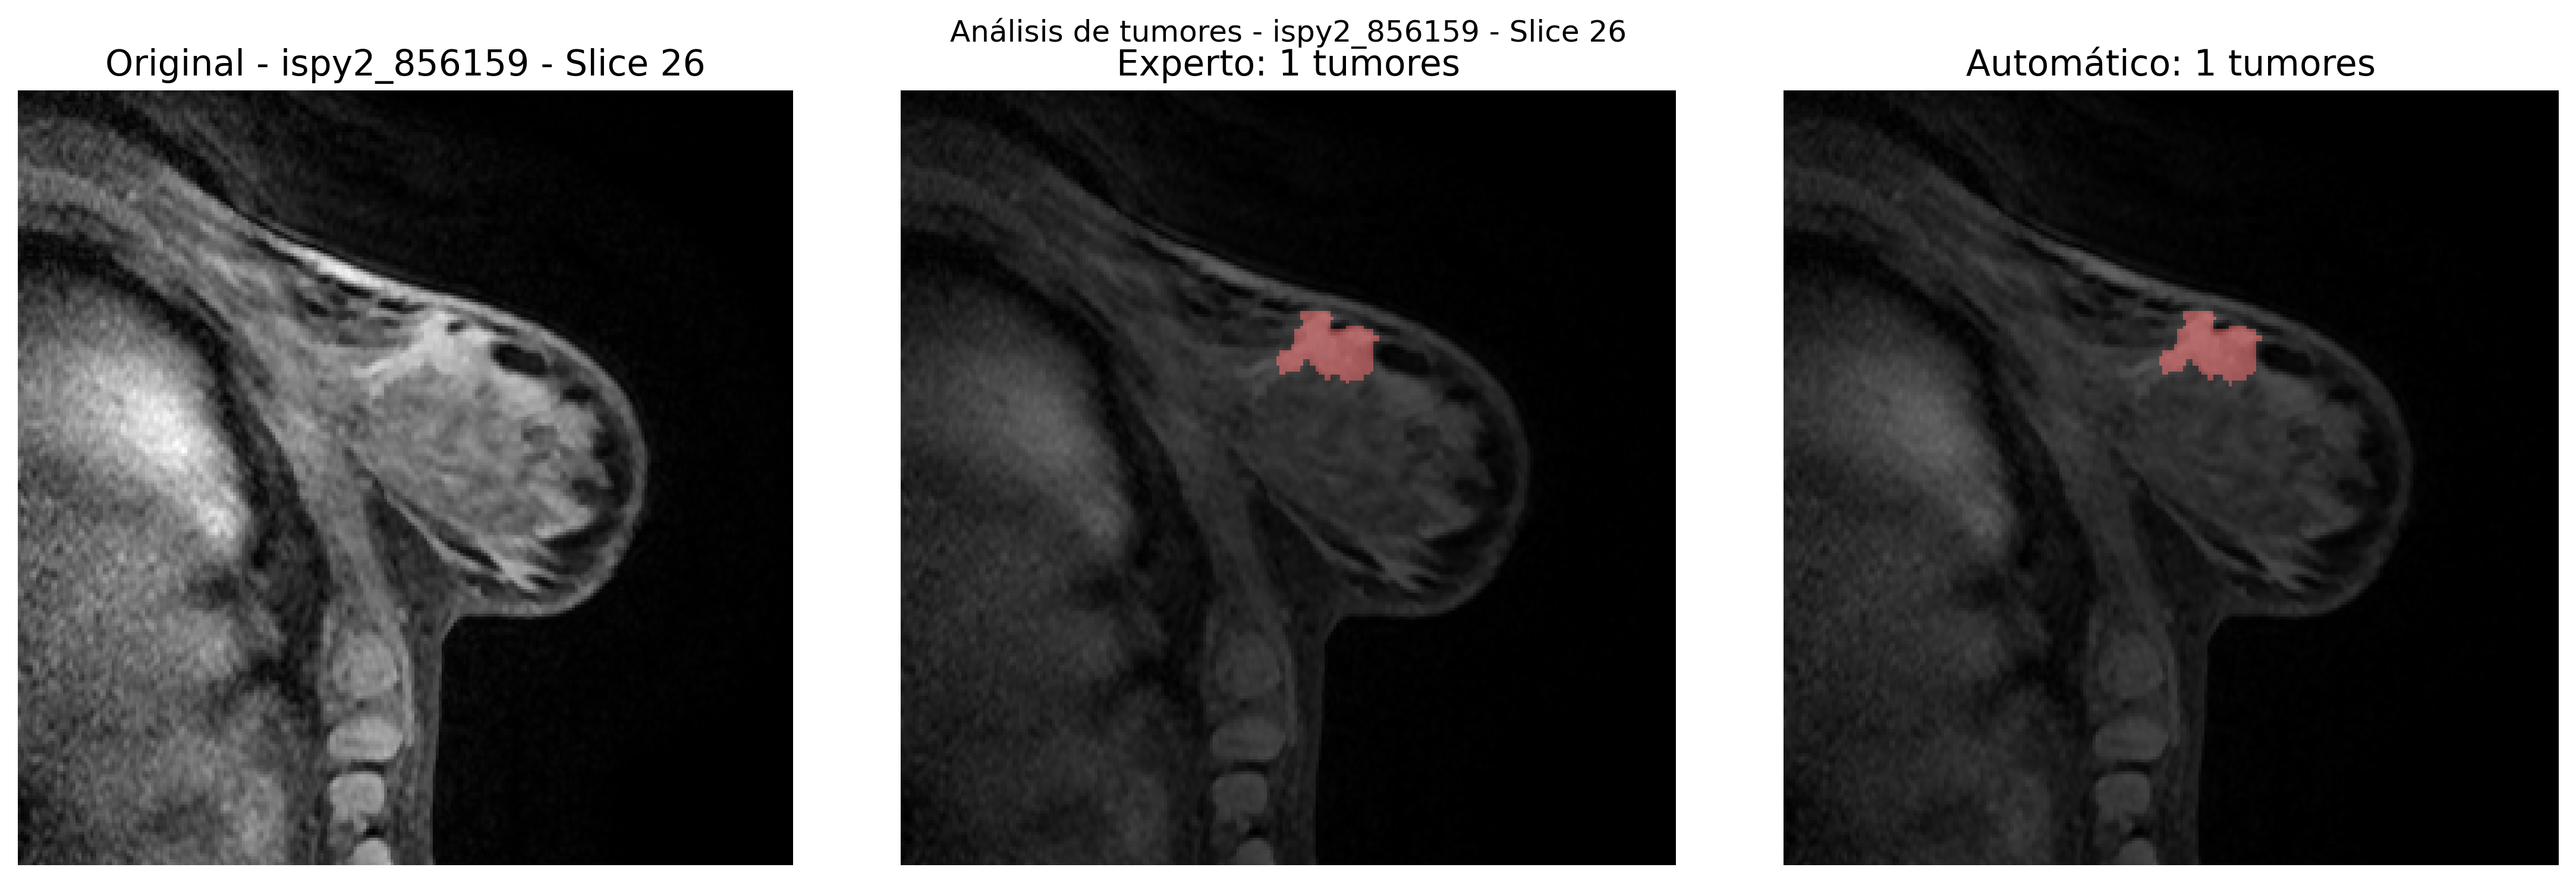 Análisis de tumores - ispy2_856159 - Slice 26
Original - ispy2_856159 - Slice 26
Experto: 1 tumores
Automático: 1 tumores